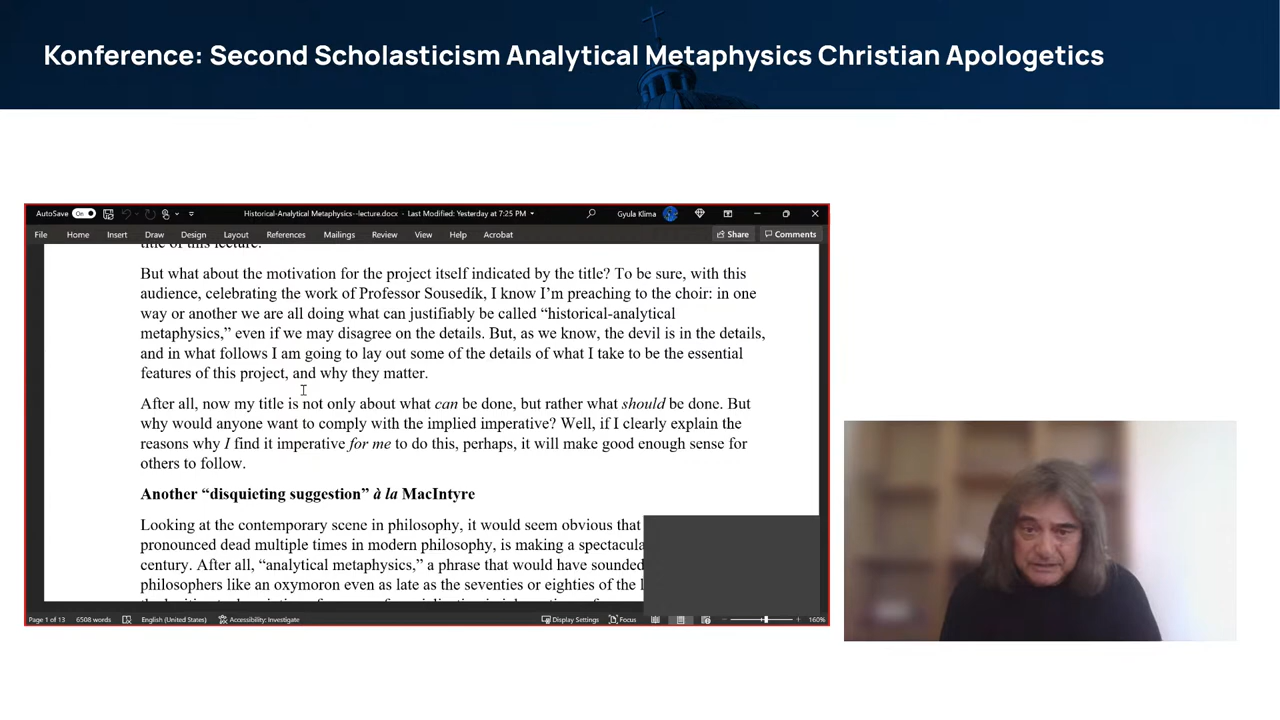 Konference: Second Scholasticism Analytical Metaphysics Christian Apologetics
AutoSave On Historical-Analytical Metaphysics--lecture.docx • Last Modified: Yesterday at 7:25 PM Gyula Klima
File Home Insert Draw Design Layout References Mailings Review View Help Acrobat Share Comments
title of this lecture.
But what about the motivation for the project itself indicated by the title? To be sure, with this
audience, celebrating the work of Professor Sousedík, I know I’m preaching to the choir: in one
way or another we are all doing what can justifiably be called “historical-analytical
metaphysics,” even if we may disagree on the details. But, as we know, the devil is in the details,
and in what follows I am going to lay out some of the details of what I take to be the essential
features of this project, and why they matter.
After all, now my title is not only about what can be done, but rather what should be done. But
why would anyone want to comply with the implied imperative? Well, if I clearly explain the
reasons why I find it imperative for me to do this, perhaps, it will make good enough sense for
others to follow.
Another “disquieting suggestion” à la MacIntyre
Looking at the contemporary scene in philosophy, it would seem obvious that
pronounced dead multiple times in modern philosophy, is making a spectacula
century. After all, “analytical metaphysics,” a phrase that would have sounded
philosophers like an oxymoron even as late as the seventies or eighties of the l
Page 1 of 13 6508 words English (United States) Accessibility: Investigate Display Settings Focus 160%